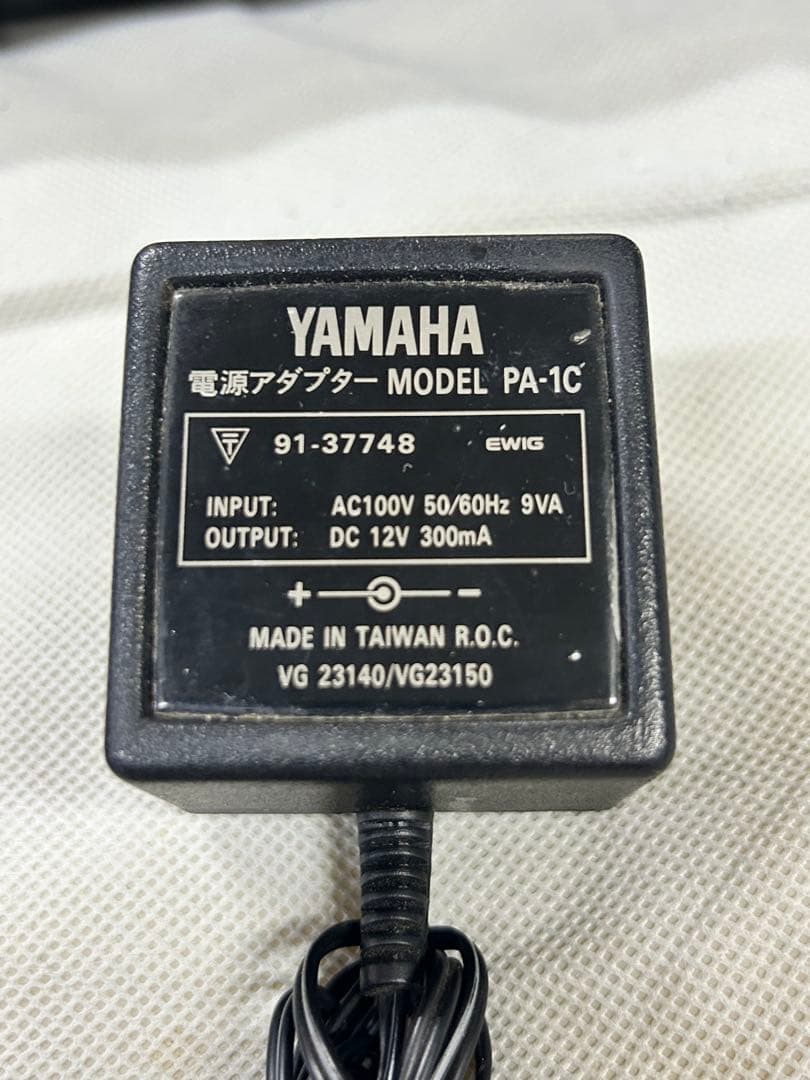 YAMAHA
電源アダプター MODEL PA-1C
〒 91-37748 EWIG
INPUT: AC100V 50/60Hz 9VA
OUTPUT: DC 12V 300mA
+ -
MADE IN TAIWAN R.O.C.
VG 23140/VG23150